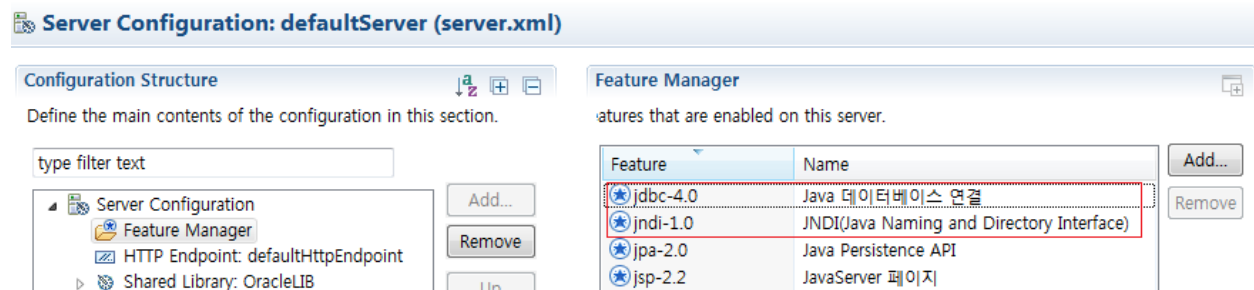 Server Configuration: defaultServer (server.xml)
Configuration Structure
Define the main contents of the configuration in this section.
type filter text
Server Configuration
Feature Manager
HTTP Endpoint: defaultHttpEndpoint
Shared Library: OracleLIB
Add...
Remove
Up
Feature Manager
eatures that are enabled on this server.
Feature Name
jdbc-4.0 Java 데이터베이스 연결
jndi-1.0 JNDI(Java Naming and Directory Interface)
jpa-2.0 Java Persistence API
jsp-2.2 JavaServer 페이지
Add...
Remove